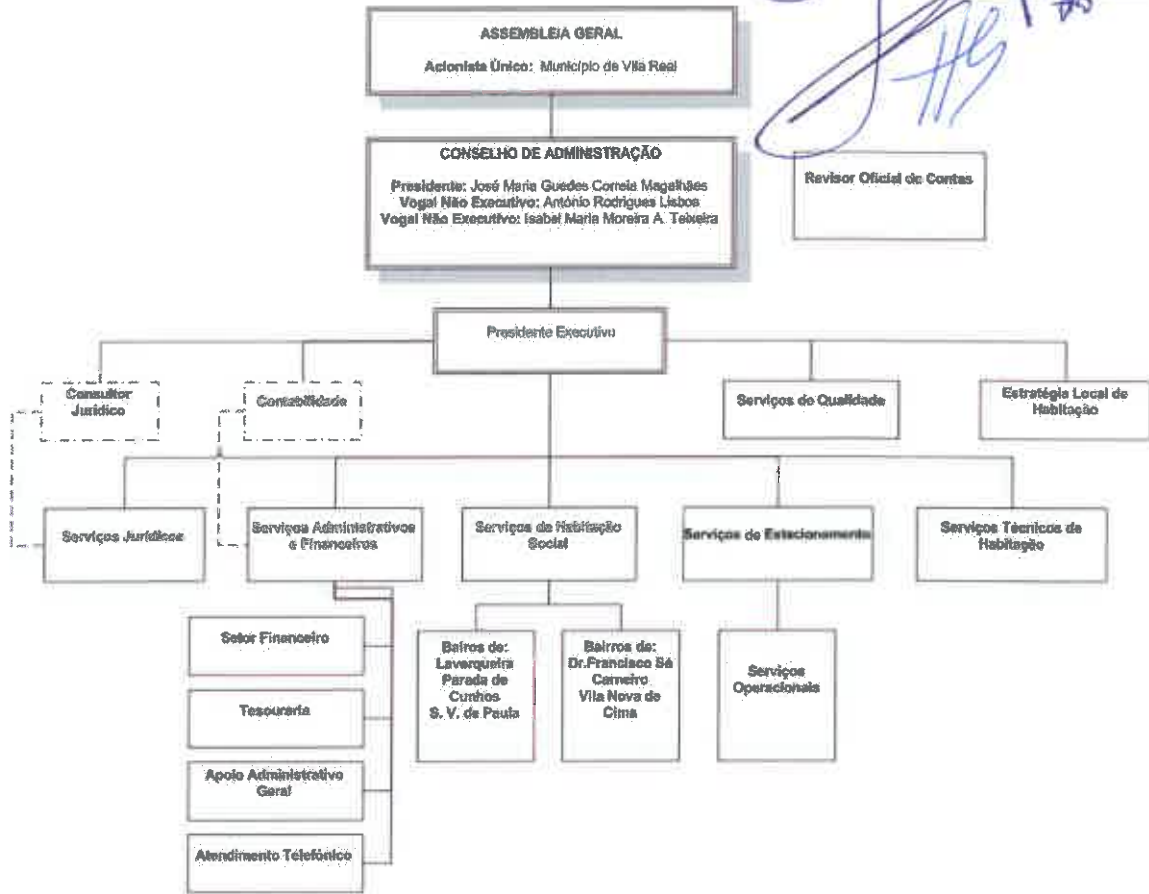 ASSEMBLEIA GERAL
Acionista Único: Município de Vila Real
CONSELHO DE ADMINISTRAÇÃO
Presidente: José Maria Guedes Correia Magalhães
Vogal Não Executivo: António Rodrigues Lisboa
Vogal Não Executivo: Isabel Maria Moreira A. Teixeira
Revisor Oficial de Contas
Presidente Executivo
Consultor
Jurídico
Contabilidade
Serviços de Qualidade
Estratégia Local de
Habitação
Serviços Jurídicos
Serviços Administrativos
e Financeiros
Serviços de Habitação
Social
Serviços de Estacionamento
Serviços Técnicos de
Habitação
Setor Financeiro
Tesouraria
Apoio Administrativo
Geral
Atendimento Telefónico
Bairos de:
Laverqueira
Parada de
Cunhos
S. V. de Paula
Bairros de:
Dr.Francisco Sá
Carneiro
Vila Nova de
Cima
Serviços
Operacionais